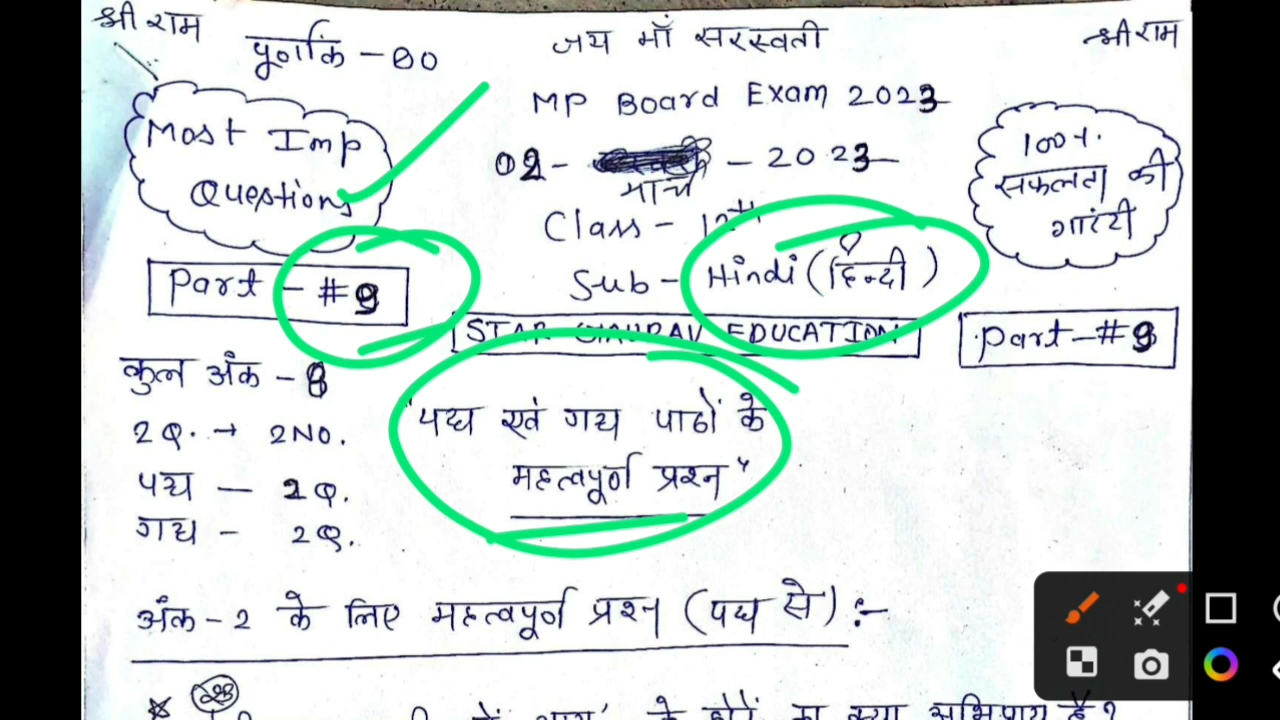 श्री राम
जय माँ सरस्वती
श्री राम
पूर्णांक - 80
MP Board Exam 2023
Most Imp
Questions
02- मार्च - 2023
100%.
सफलता की
गारंटी
Class - 12th
Sub - Hindi (हिन्दी)
Part - #9
STAR GAURAV EDUCATION
Part - #9
कुल अंक - 8
2Q. → 2NO.
पद्य — 2Q.
गद्य - 2Q.
"पद्य एवं गद्य पाठों के
महत्वपूर्ण प्रश्न"
अंक - 2 के लिए महत्वपूर्ण प्रश्न (पद्य से) :-
का क्या अभिप्राय है?